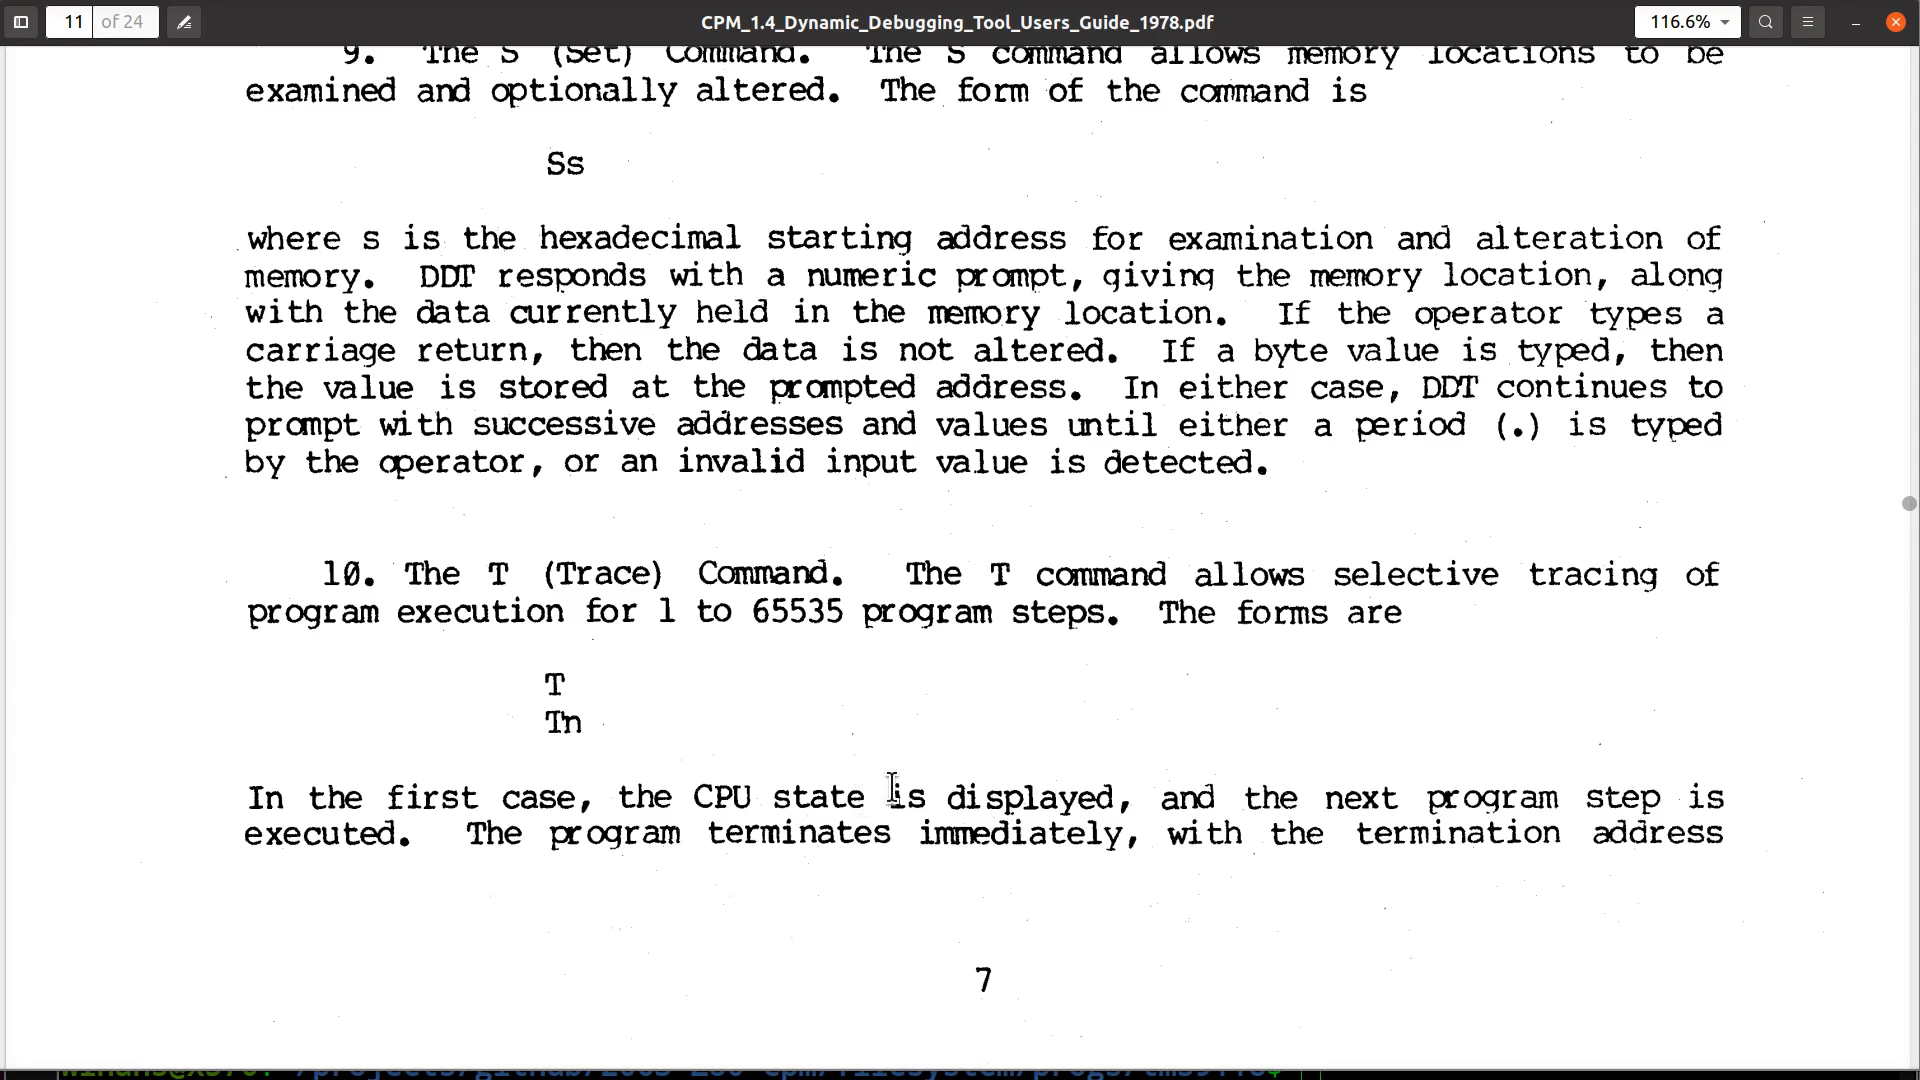 11 of 24
CPM_1.4_Dynamic_Debugging_Tool_Users_Guide_1978.pdf
116.6%
9. The S (Set) Command. The S command allows memory locations to be
examined and optionally altered. The form of the command is
Ss
where s is the hexadecimal starting address for examination and alteration of
memory. DDT responds with a numeric prompt, giving the memory location, along
with the data currently held in the memory location. If the operator types a
carriage return, then the data is not altered. If a byte value is typed, then
the value is stored at the prompted address. In either case, DDT continues to
prompt with successive addresses and values until either a period (.) is typed
by the operator, or an invalid input value is detected.
10. The T (Trace) Command. The T command allows selective tracing of
program execution for 1 to 65535 program steps. The forms are
T
Tn
In the first case, the CPU state is displayed, and the next program step is
executed. The program terminates immediately, with the termination address
7